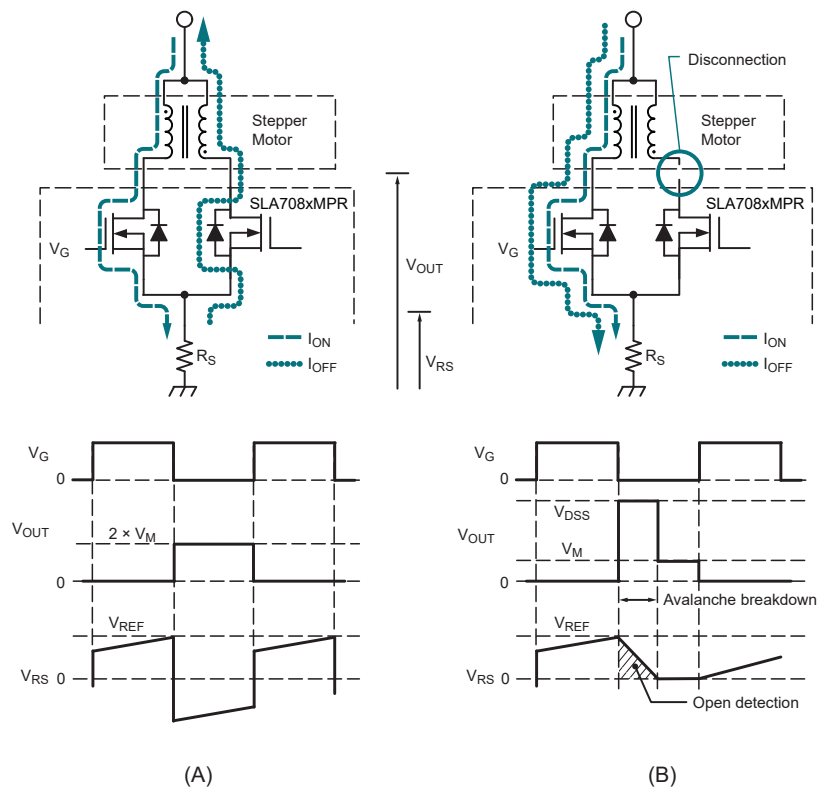 Disconnection
Stepper
Motor
Stepper
Motor
SLA708xMPR
SLA708xMPR
VG
VG
VOUT
VRS
RS
RS
ION
IOFF
ION
IOFF
VG
0
VOUT
2 × VM
0
VREF
VRS 0
(A)
VG
0
VDSS
VOUT
VM
0
Avalanche breakdown
VREF
VRS 0
Open detection
(B)